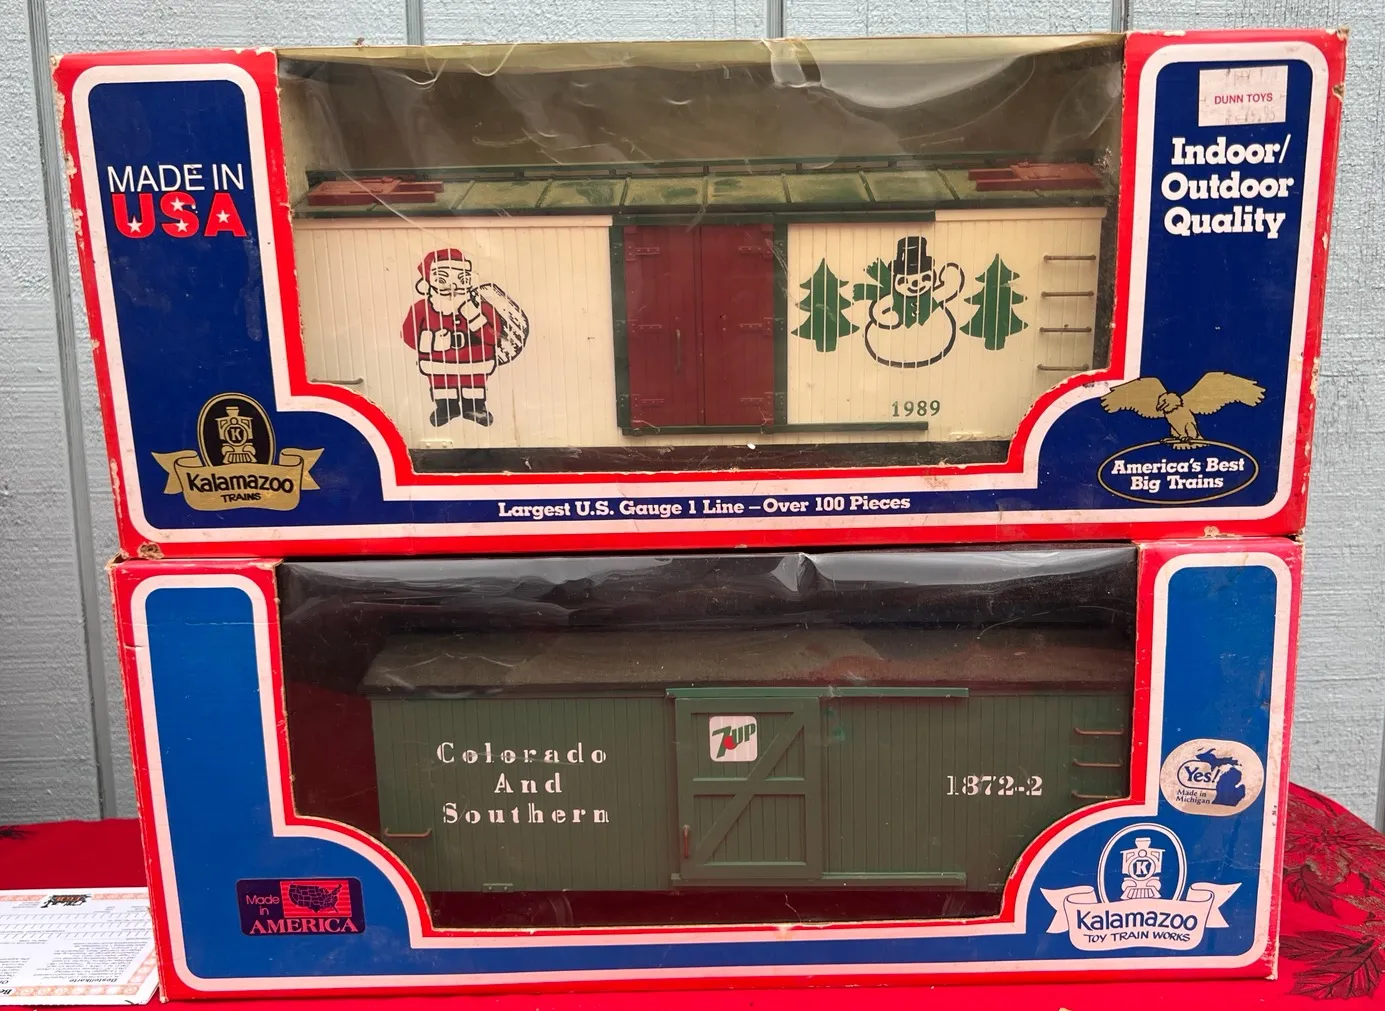 MADE IN
USA
DUNN TOYS
Indoor/
Outdoor
Quality
1989
K
Kalamazoo
TRAINS
America's Best
Big Trains
Largest U.S. Gauge 1 Line – Over 100 Pieces
7UP
Colorado
And
Southern
1872-2
Yes!
Made in
Michigan
Made
in
AMERICA
K
Kalamazoo
TOY TRAIN WORKS
Bestellkarte